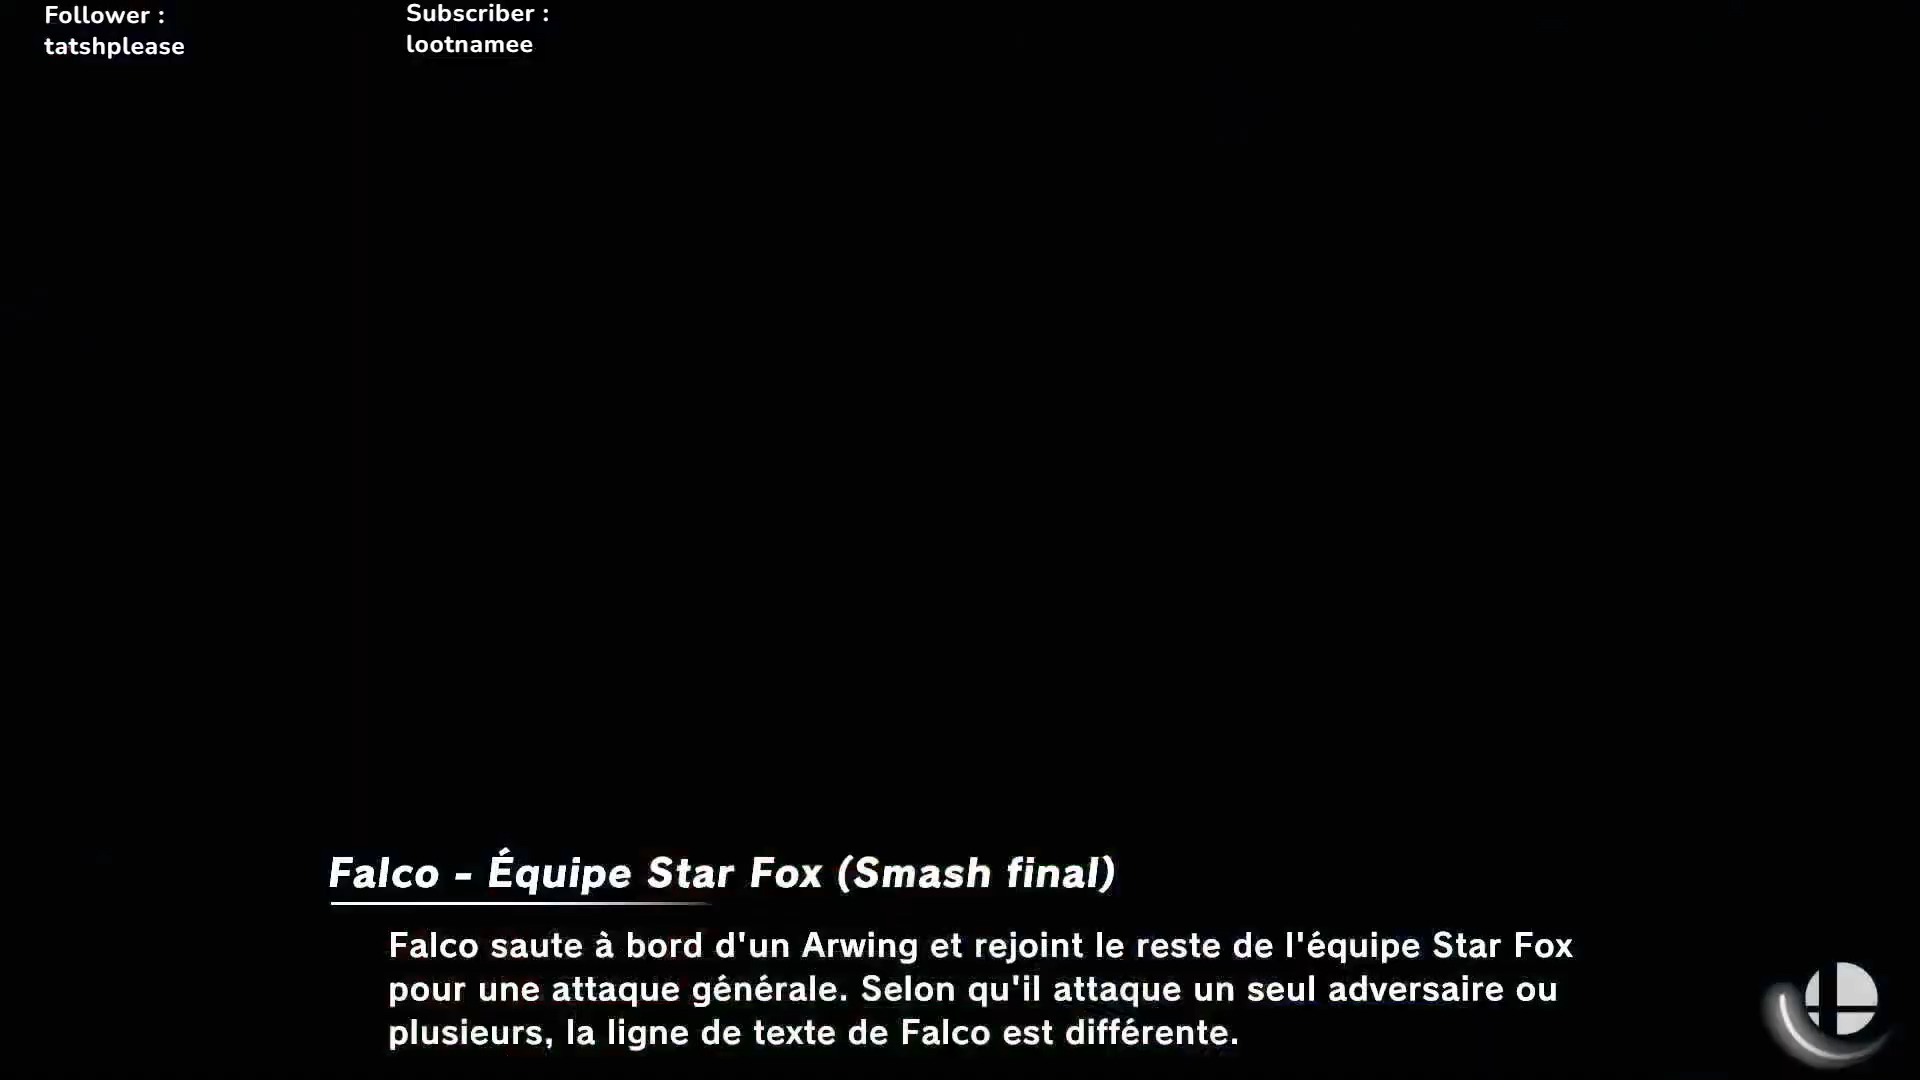 Follower :
tatshplease
Subscriber :
lootnamee
Falco - Équipe Star Fox (Smash final)
Falco saute à bord d'un Arwing et rejoint le reste de l'équipe Star Fox
pour une attaque générale. Selon qu'il attaque un seul adversaire ou
plusieurs, la ligne de texte de Falco est différente.